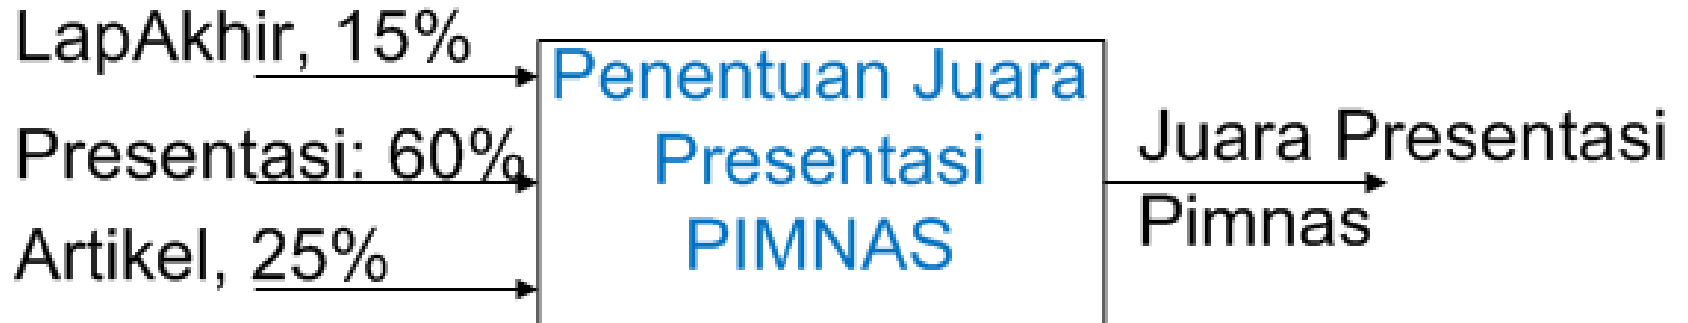 LapAkhir, 15%
Presentasi: 60%
Artikel, 25%
Penentuan Juara
Presentasi
PIMNAS
Juara Presentasi
Pimnas